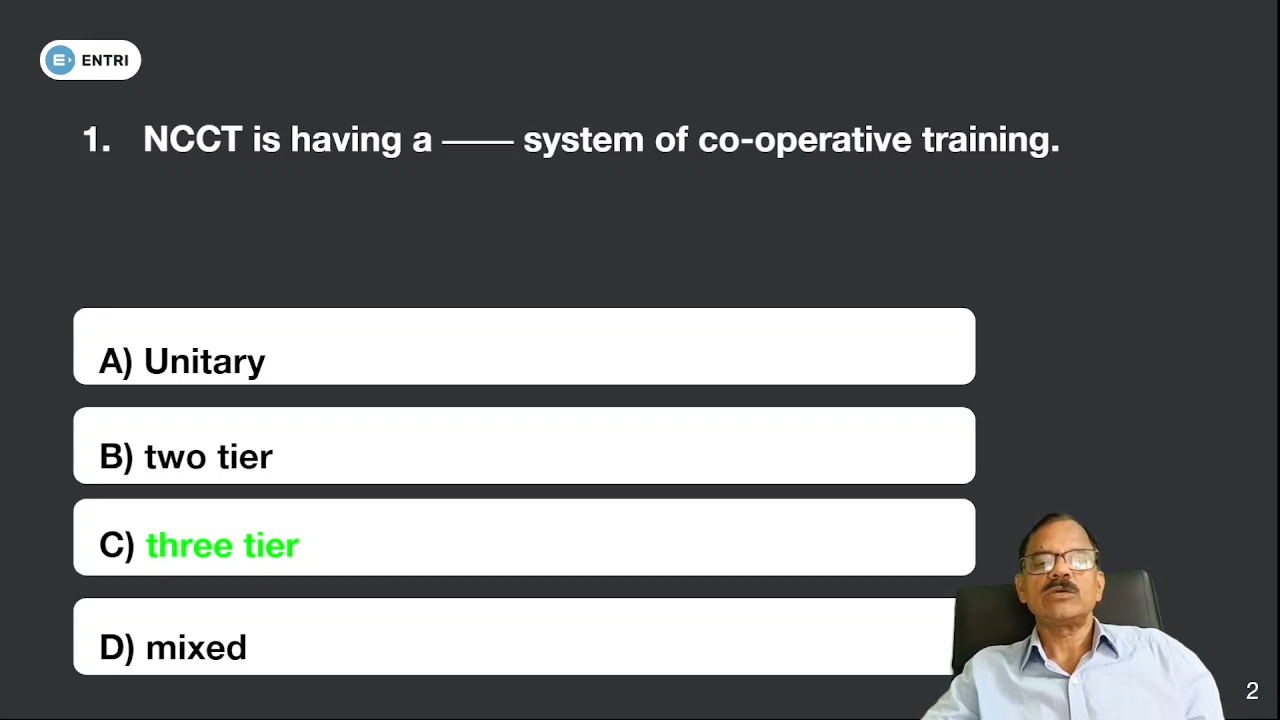 ENTRI
1. NCCT is having a —— system of co-operative training.
A) Unitary
B) two tier
C) three tier
D) mixed
2